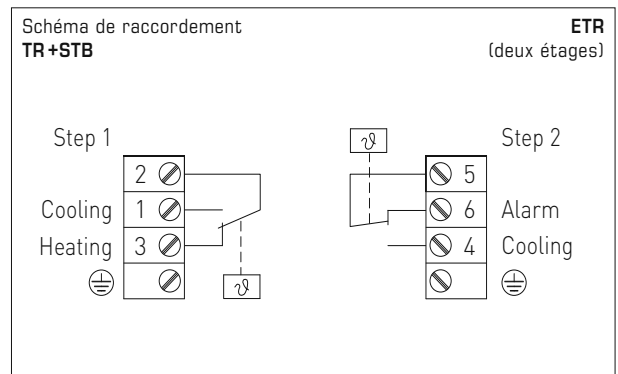 Schéma de raccordement
TR+STB
ETR
(deux étages)
Step 1
2
Cooling 1
Heating 3
ϑ
ϑ
Step 2
5
6 Alarm
4 Cooling